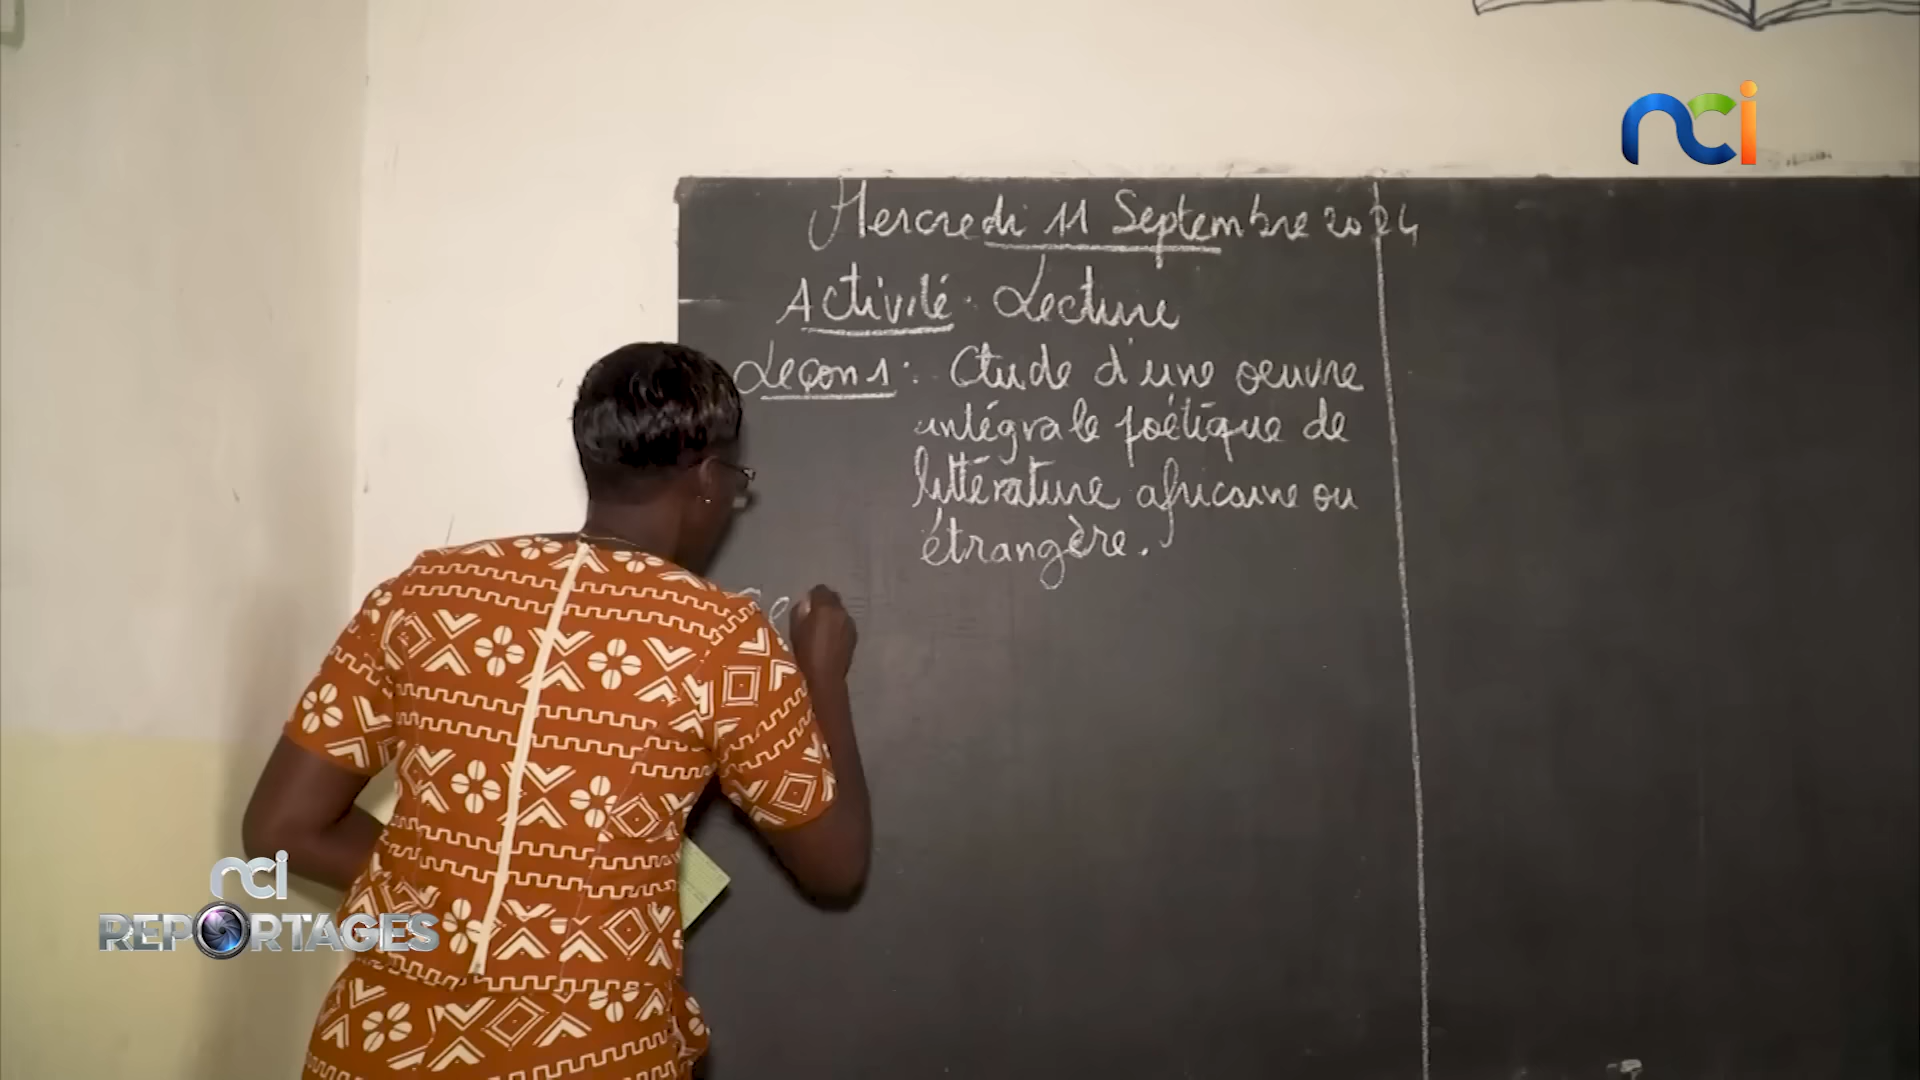 nci
Mercredi 11 Septembre 2024
Activité. Lecture
Leçon 1: Etude d'une oeuvre
intégrale poétique de
littérature africaine ou
étrangère.
nci
REPORTAGES